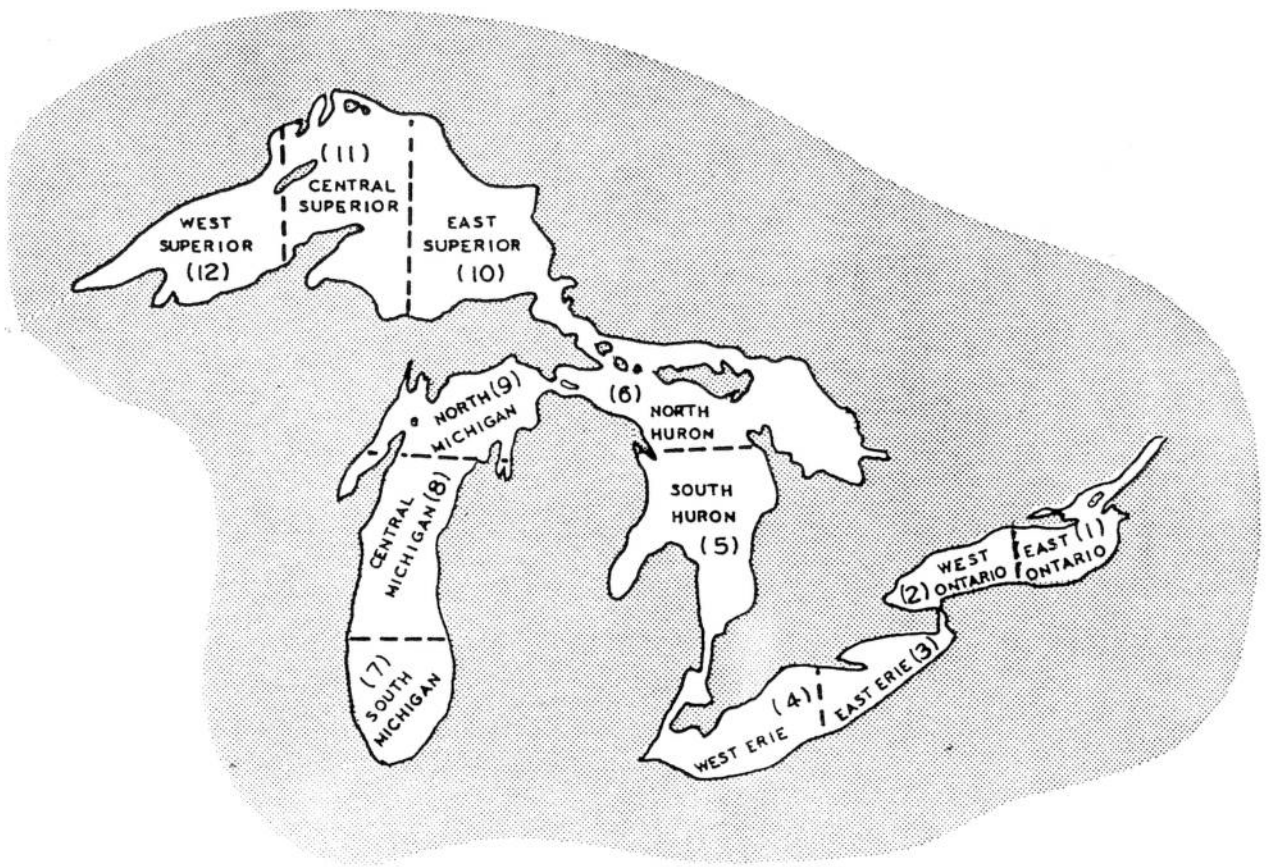 (11)
CENTRAL
SUPERIOR
WEST
SUPERIOR
(12)
EAST
SUPERIOR
(10)
NORTH (9)
MICHIGAN
(6)
NORTH
HURON
CENTRAL
MICHIGAN (8)
SOUTH
HURON
(5)
(7)
SOUTH
MICHIGAN
(2) WEST
ONTARIO
EAST (1)
ONTARIO
EAST ERIE (3)
(4)
WEST ERIE